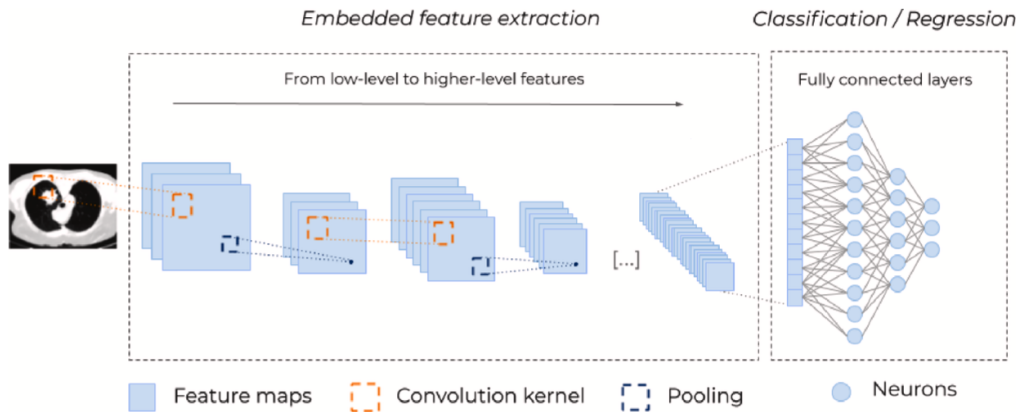 Embedded feature extraction
Classification / Regression
From low-level to higher-level features
Fully connected layers
[...]
Feature maps
Convolution kernel
Pooling
Neurons